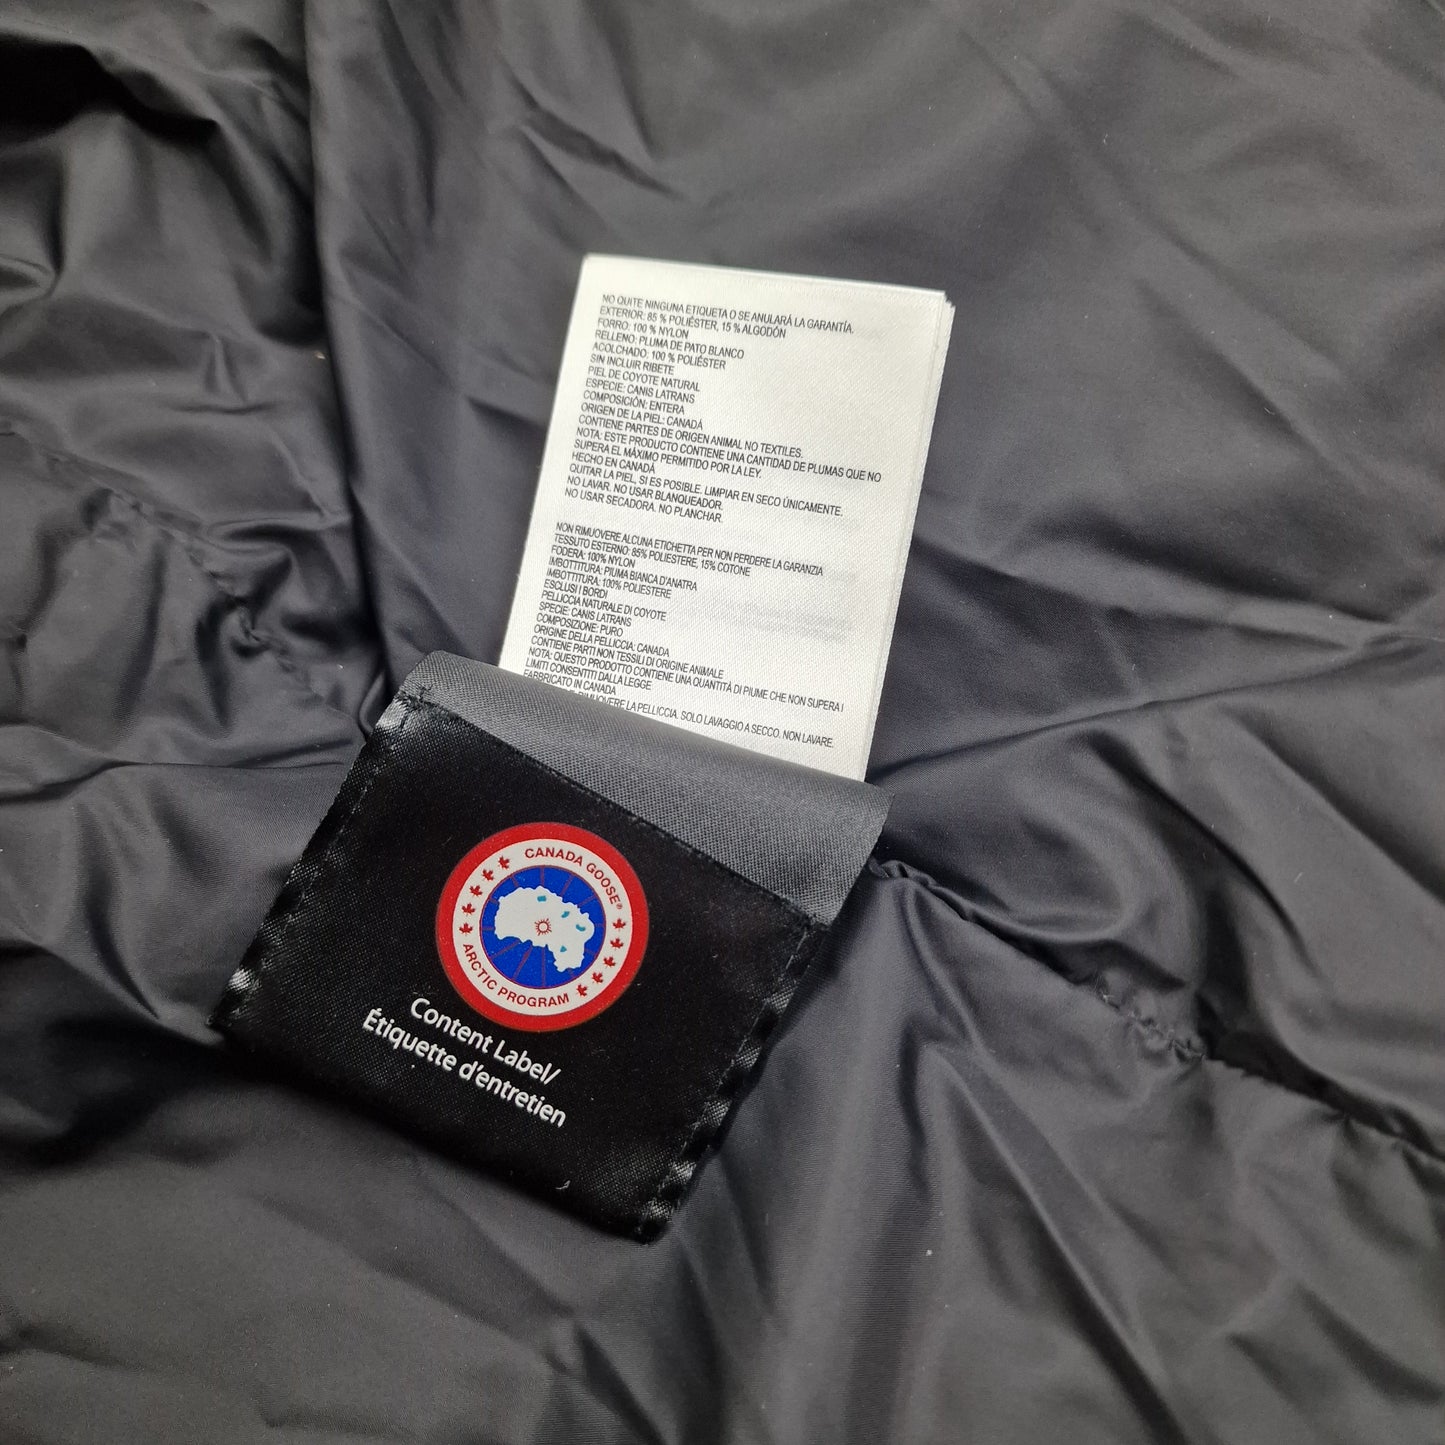 NO QUITE NINGUNA ETIQUETA O SE ANULARÁ LA GARANTÍA.
EXTERIOR: 85 % POLIÉSTER, 15 % ALGODÓN
FORRO: 100 % NYLON
RELLENO: PLUMA DE PATO BLANCO
ACOLCHADO: 100 % POLIÉSTER
SIN INCLUIR RIBETE
PIEL DE COYOTE NATURAL
ESPECIE: CANIS LATRANS
COMPOSICIÓN: ENTERA
ORIGEN DE LA PIEL: CANADÁ
CONTIENE PARTES DE ORIGEN ANIMAL NO TEXTILES.
NOTA: ESTE PRODUCTO CONTIENE UNA CANTIDAD DE PLUMAS QUE NO
SUPERA EL MÁXIMO PERMITIDO POR LA LEY.
HECHO EN CANADÁ
QUITAR LA PIEL, SI ES POSIBLE. LIMPIAR EN SECO ÚNICAMENTE.
NO LAVAR. NO USAR BLANQUEADOR.
NO USAR SECADORA. NO PLANCHAR.
NON RIMUOVERE ALCUNA ETICHETTA PER NON PERDERE LA GARANZIA
TESSUTO ESTERNO: 85% POLIESTERE, 15% COTONE
FODERA: 100% NYLON
IMBOTTITURA: PIUMA BIANCA D'ANATRA
IMBOTTITURA: 100% POLIESTERE
ESCLUSI I BORDI
PELLICCIA NATURALE DI COYOTE
SPECIE: CANIS LATRANS
COMPOSIZIONE: PURO
ORIGINE DELLA PELLICCIA: CANADA
CONTIENE PARTI NON TESSILI DI ORIGINE ANIMALE
NOTA: QUESTO PRODOTTO CONTIENE UNA QUANTITÀ DI PIUME CHE NON SUPERA I
LIMITI CONSENTITI DALLA LEGGE
FABBRICATO IN CANADA
RIMUOVERE LA PELLICCIA. SOLO LAVAGGIO A SECCO. NON LAVARE.
CANADA GOOSE®
ARCTIC PROGRAM
Content Label/
Étiquette d'entretien